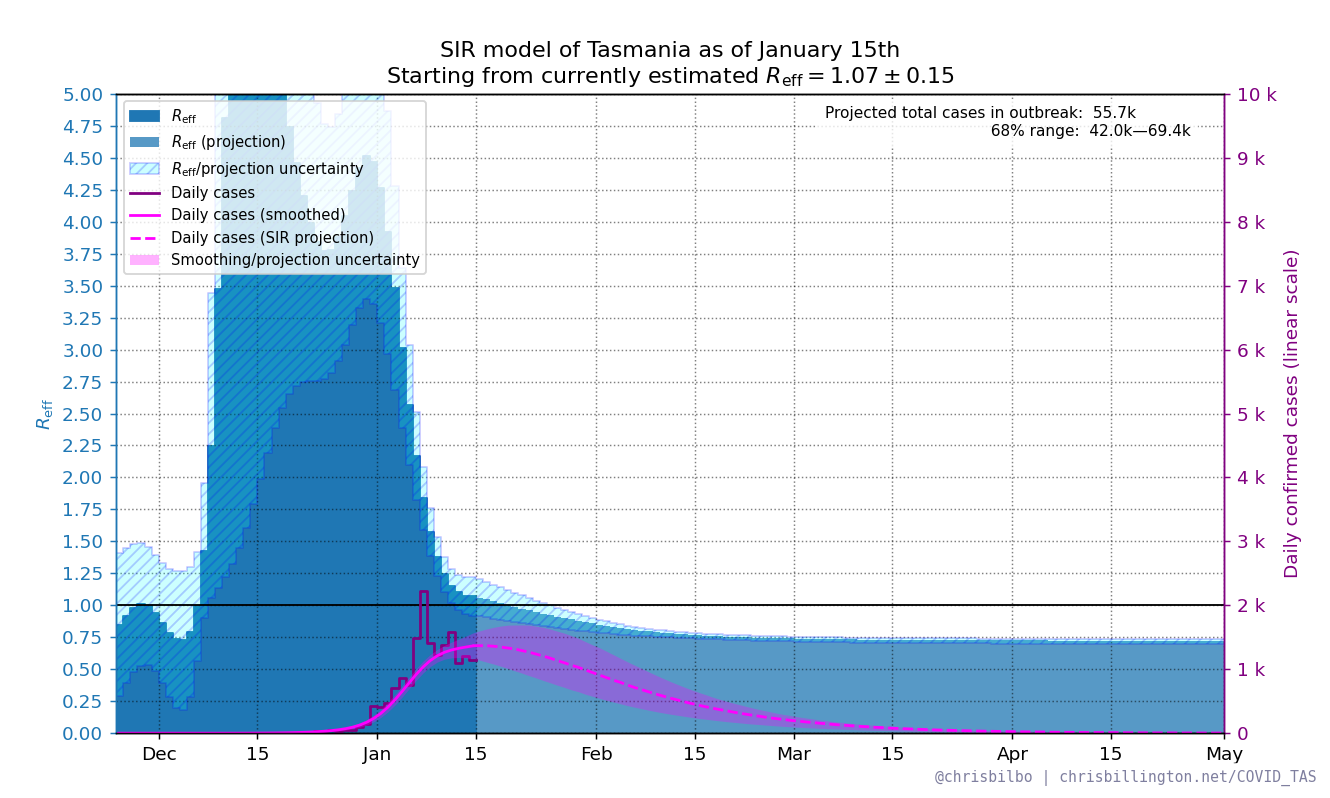 SIR model of Tasmania as of January 15th
Starting from currently estimated R_eff = 1.07 ± 0.15
Projected total cases in outbreak: 55.7k
68% range: 42.0k—69.4k
R_eff
R_eff (projection)
R_eff/projection uncertainty
Daily cases
Daily cases (smoothed)
Daily cases (SIR projection)
Smoothing/projection uncertainty
R_eff
5.00
4.75
4.50
4.25
4.00
3.75
3.50
3.25
3.00
2.75
2.50
2.25
2.00
1.75
1.50
1.25
1.00
0.75
0.50
0.25
0.00
10 k
9 k
8 k
7 k
6 k
5 k
4 k
3 k
2 k
1 k
0
Daily confirmed cases (linear scale)
Dec 15 Jan 15 Feb 15 Mar 15 Apr 15 May
@chrisbilbo | chrisbillington.net/COVID_TAS